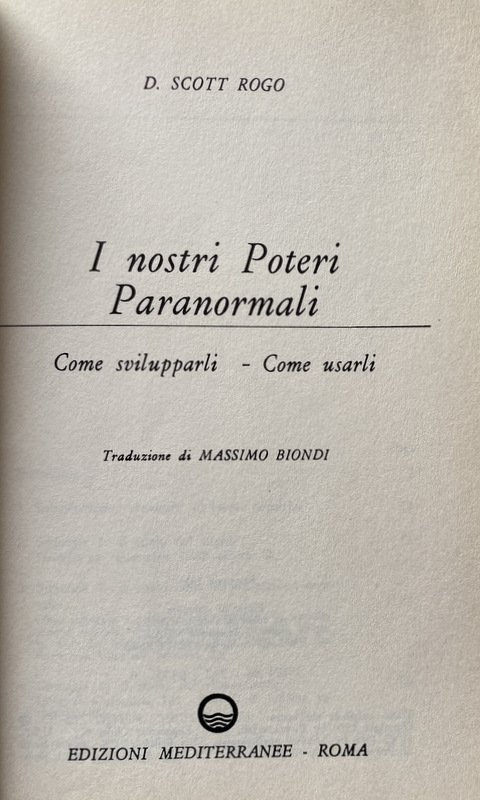 D. SCOTT ROGO
I nostri Poteri
Paranormali
Come svilupparli - Come usarli
Traduzione di MASSIMO BIONDI
EDIZIONI MEDITERRANEE - ROMA